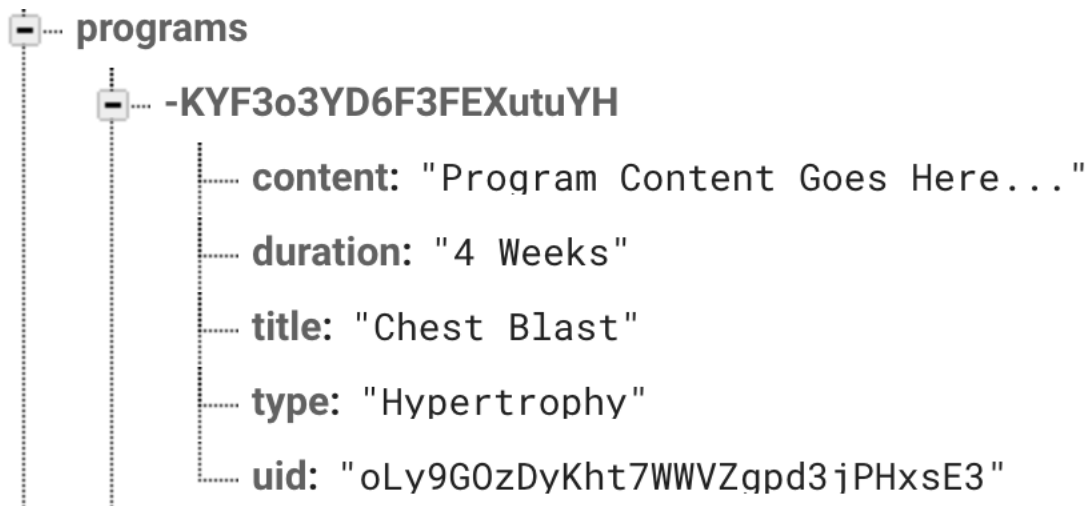 programs
-KYF3o3YD6F3FEXutuYH
content: "Program Content Goes Here..."
duration: "4 Weeks"
title: "Chest Blast"
type: "Hypertrophy"
uid: "oLy9GOzDyKht7WWVZgpd3jPHxsE3"